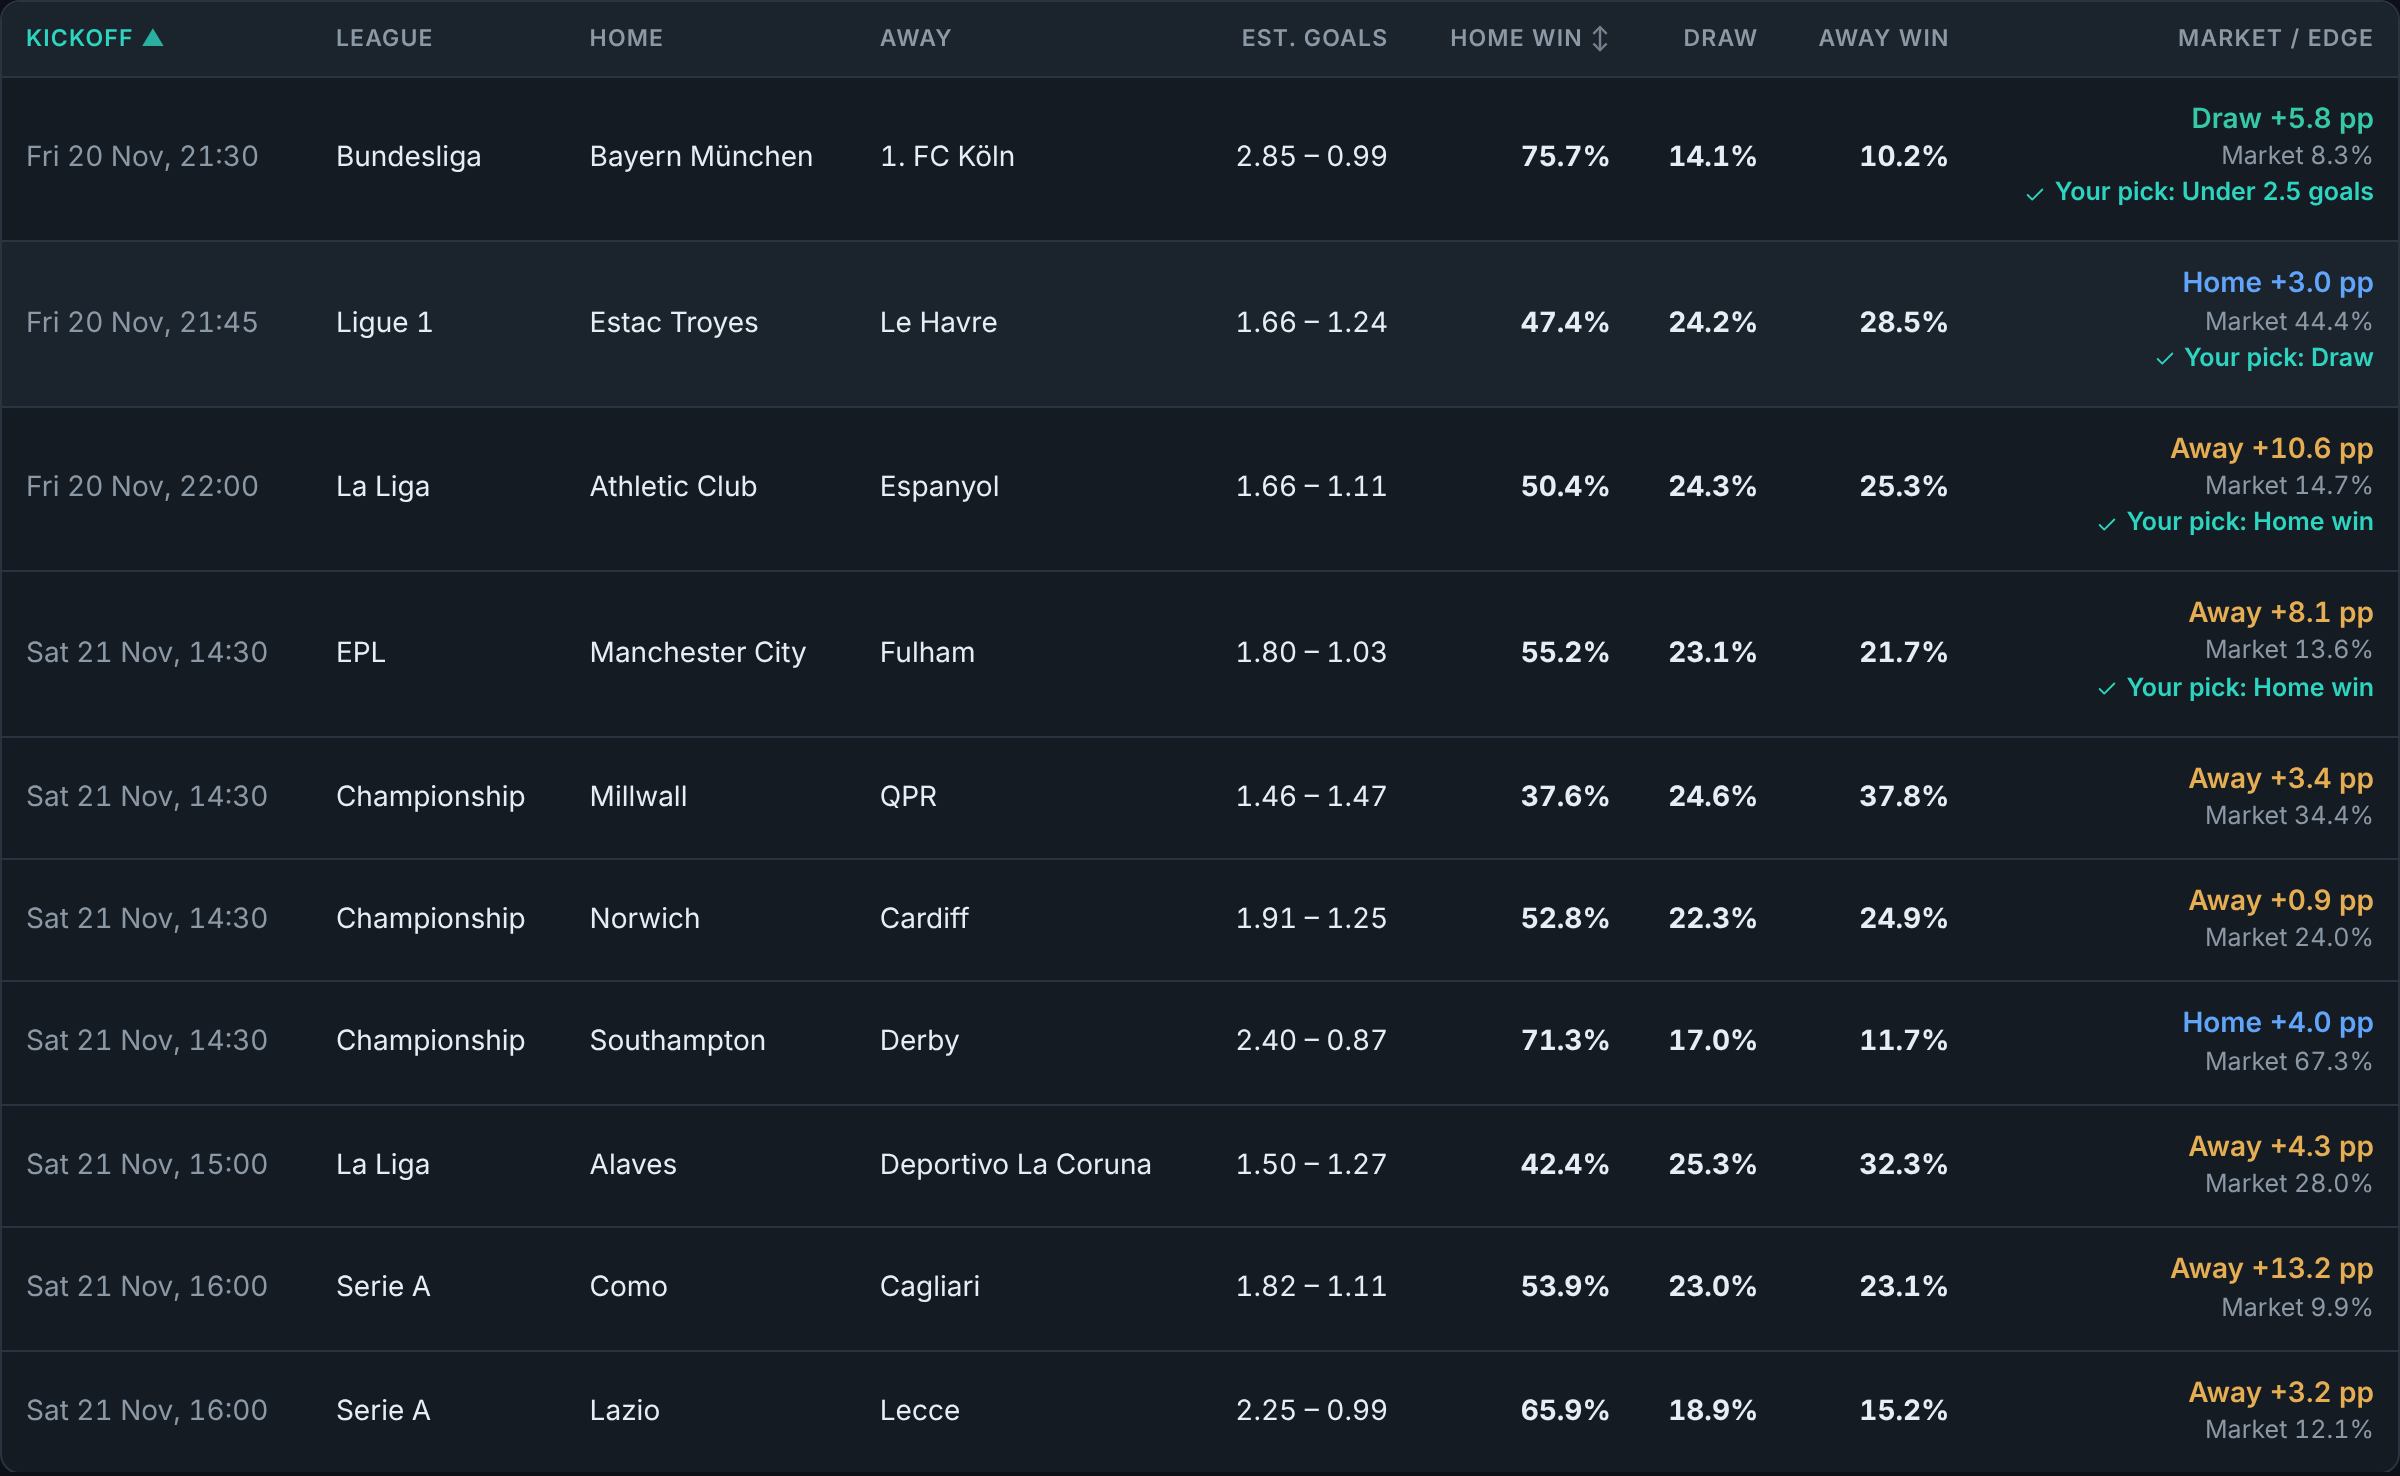 KICKOFF ▲ LEAGUE HOME AWAY EST. GOALS HOME WIN ↕ DRAW AWAY WIN MARKET / EDGE
Fri 20 Nov, 21:30 Bundesliga Bayern München 1. FC Köln 2.85 – 0.99 75.7% 14.1% 10.2% Draw +5.8 pp
Market 8.3%
✓ Your pick: Under 2.5 goals
Fri 20 Nov, 21:45 Ligue 1 Estac Troyes Le Havre 1.66 – 1.24 47.4% 24.2% 28.5% Home +3.0 pp
Market 44.4%
✓ Your pick: Draw
Fri 20 Nov, 22:00 La Liga Athletic Club Espanyol 1.66 – 1.11 50.4% 24.3% 25.3% Away +10.6 pp
Market 14.7%
✓ Your pick: Home win
Sat 21 Nov, 14:30 EPL Manchester City Fulham 1.80 – 1.03 55.2% 23.1% 21.7% Away +8.1 pp
Market 13.6%
✓ Your pick: Home win
Sat 21 Nov, 14:30 Championship Millwall QPR 1.46 – 1.47 37.6% 24.6% 37.8% Away +3.4 pp
Market 34.4%
Sat 21 Nov, 14:30 Championship Norwich Cardiff 1.91 – 1.25 52.8% 22.3% 24.9% Away +0.9 pp
Market 24.0%
Sat 21 Nov, 14:30 Championship Southampton Derby 2.40 – 0.87 71.3% 17.0% 11.7% Home +4.0 pp
Market 67.3%
Sat 21 Nov, 15:00 La Liga Alaves Deportivo La Coruna 1.50 – 1.27 42.4% 25.3% 32.3% Away +4.3 pp
Market 28.0%
Sat 21 Nov, 16:00 Serie A Como Cagliari 1.82 – 1.11 53.9% 23.0% 23.1% Away +13.2 pp
Market 9.9%
Sat 21 Nov, 16:00 Serie A Lazio Lecce 2.25 – 0.99 65.9% 18.9% 15.2% Away +3.2 pp
Market 12.1%